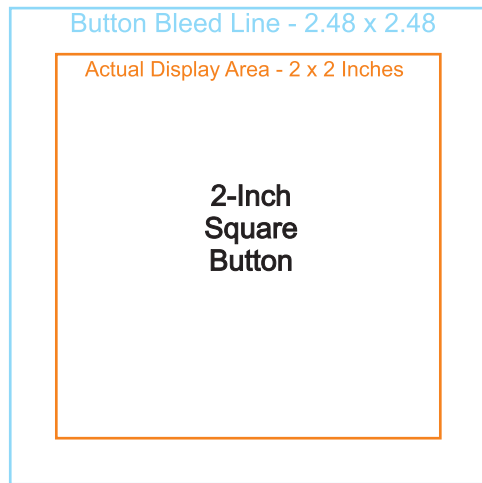 Button Bleed Line - 2.48 x 2.48
Actual Display Area - 2 x 2 Inches
2-Inch
Square
Button